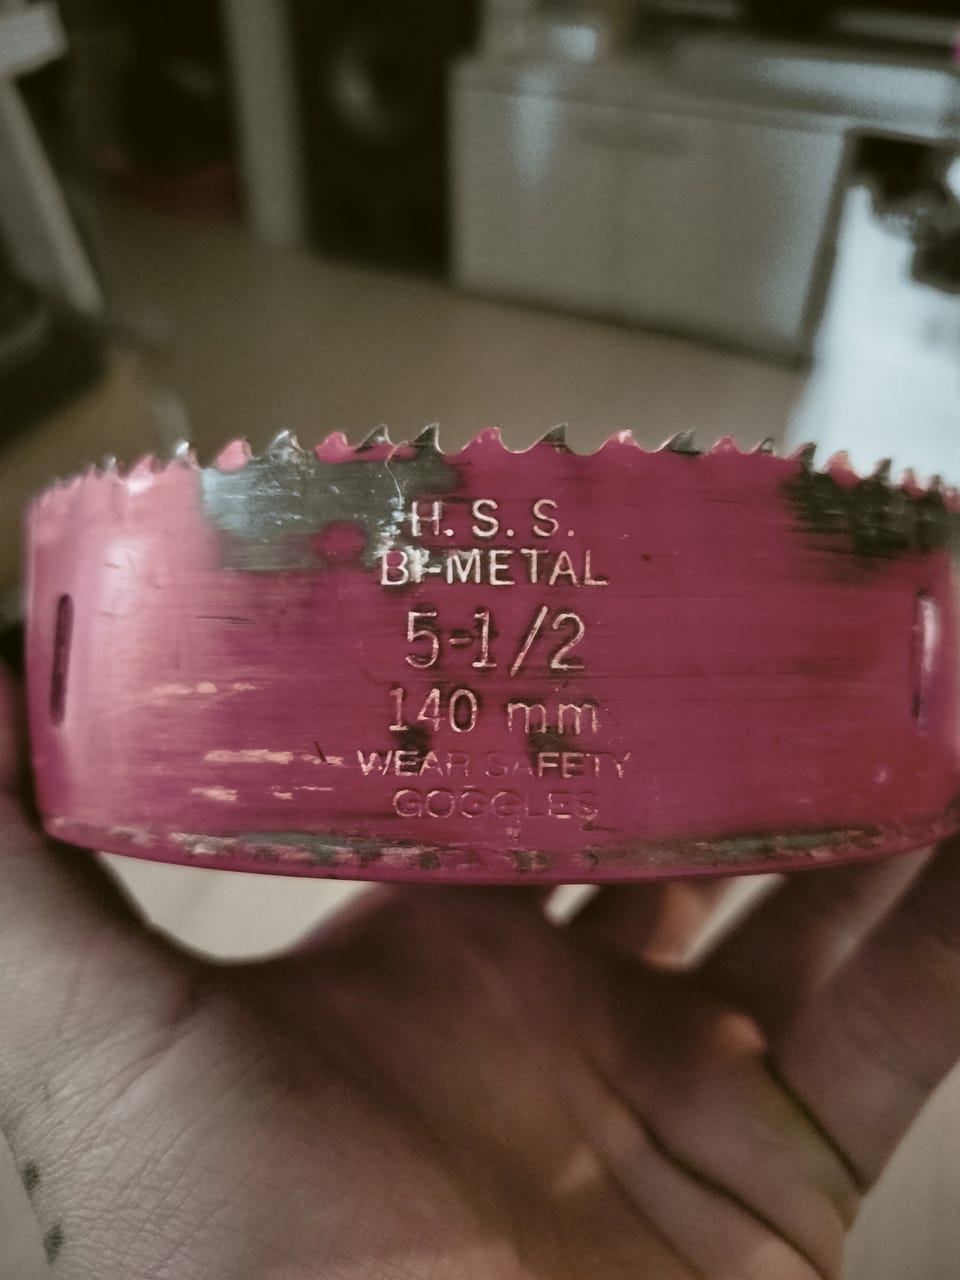 H. S. S.
BI-METAL
5-1/2
140 mm
WEAR SAFETY
GOGGLES